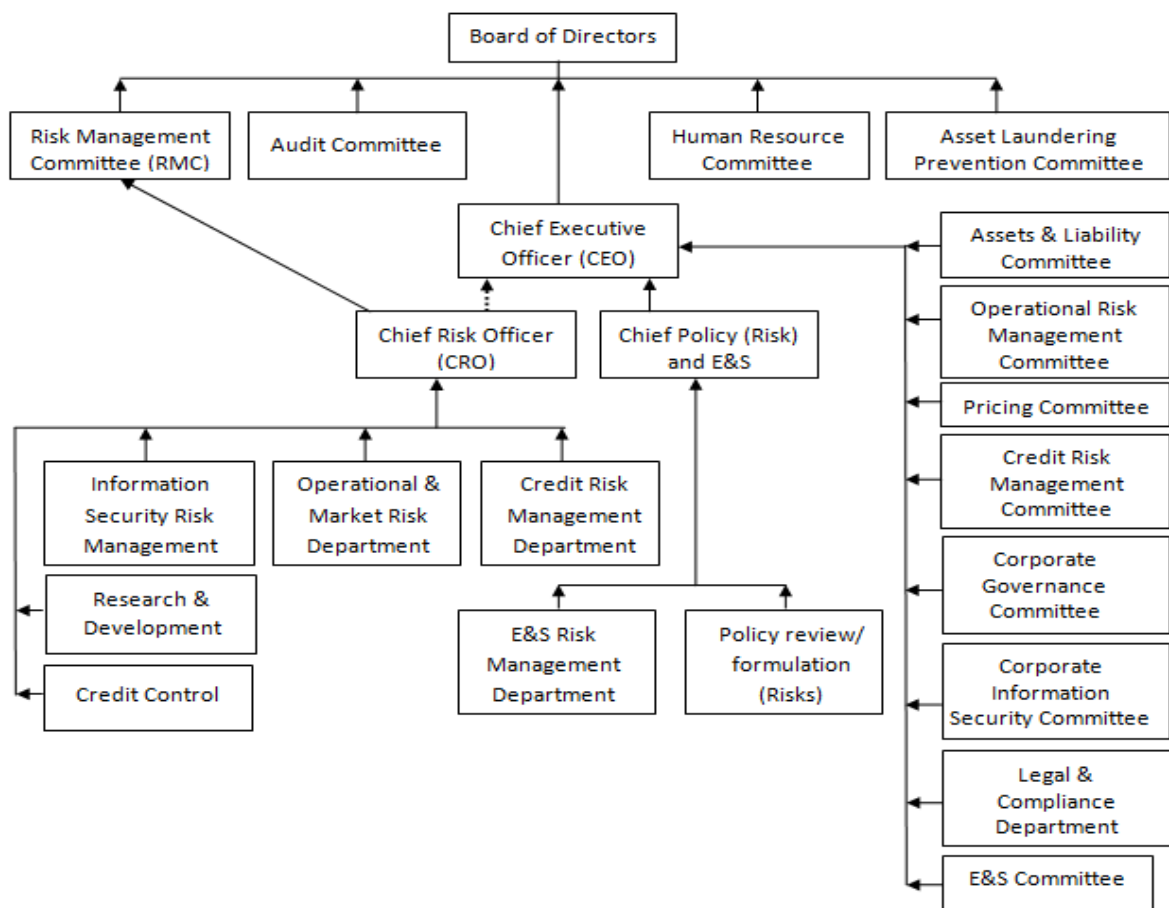 Board of Directors
Risk Management
Committee (RMC)
Audit Committee
Human Resource
Committee
Asset Laundering
Prevention Committee
Chief Executive
Officer (CEO)
Assets & Liability
Committee
Operational Risk
Management
Committee
Chief Risk Officer
(CRO)
Chief Policy (Risk)
and E&S
Pricing Committee
Credit Risk
Management
Committee
Information
Security Risk
Management
Operational &
Market Risk
Department
Credit Risk
Management
Department
Corporate
Governance
Committee
Research &
Development
E&S Risk
Management
Department
Policy review/
formulation
(Risks)
Credit Control
Corporate
Information
Security Committee
Legal &
Compliance
Department
E&S Committee